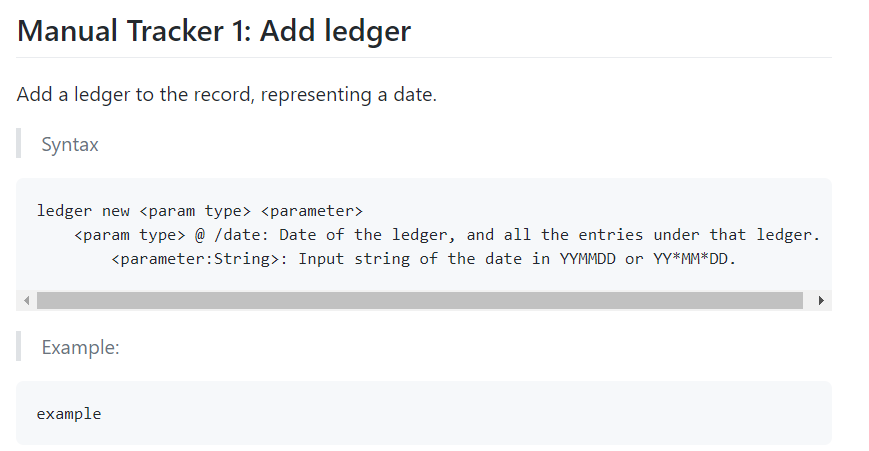 Manual Tracker 1: Add ledger
Add a ledger to the record, representing a date.
Syntax
ledger new <param type> <parameter>
<param type> @ /date: Date of the ledger, and all the entries under that ledger.
<parameter:String>: Input string of the date in YYMMDD or YY*MM*DD.
Example:
example